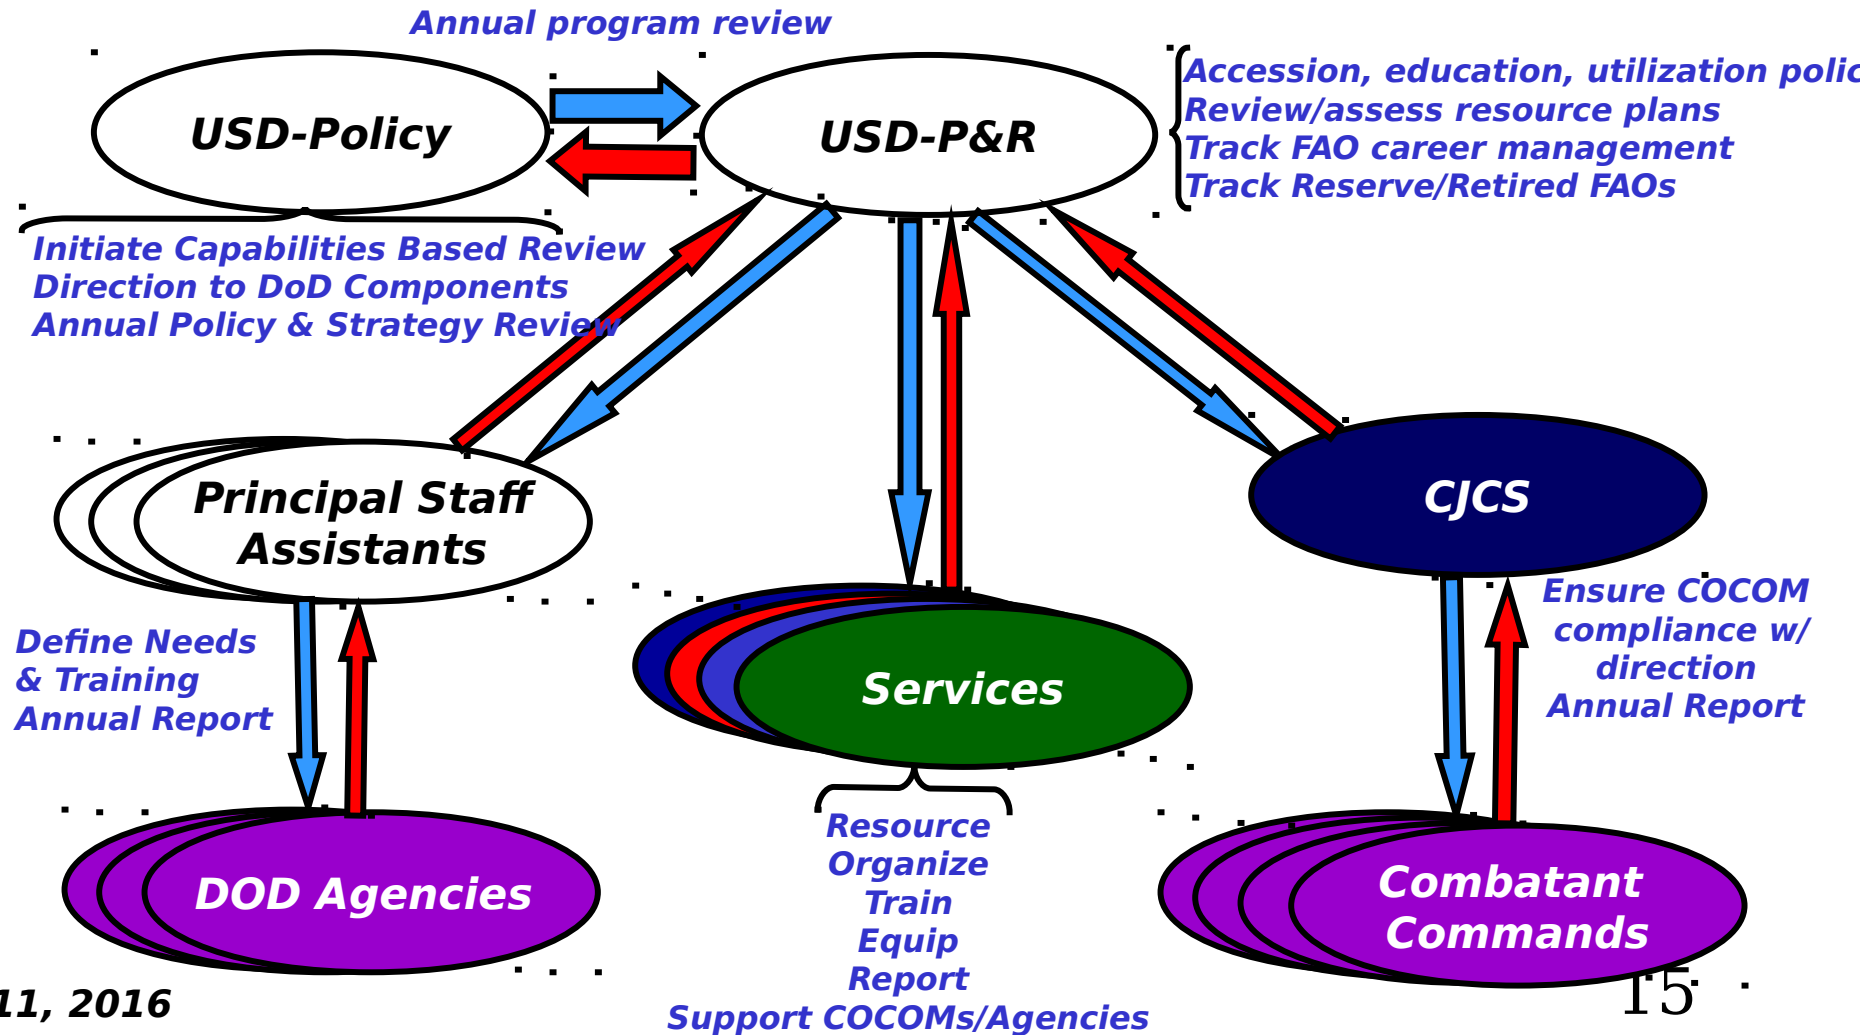 Annual program review
USD-Policy
USD-P&R
Accession, education, utilization polic
Review/assess resource plans
Track FAO career management
Track Reserve/Retired FAOs
Initiate Capabilities Based Review
Direction to DoD Components
Annual Policy & Strategy Review
Principal Staff
Assistants
CJCS
Define Needs
& Training
Annual Report
Services
Ensure COCOM
compliance w/
direction
Annual Report
DOD Agencies
Resource
Organize
Train
Equip
Report
Support COCOMs/Agencies
Combatant
Commands
11, 2016
15